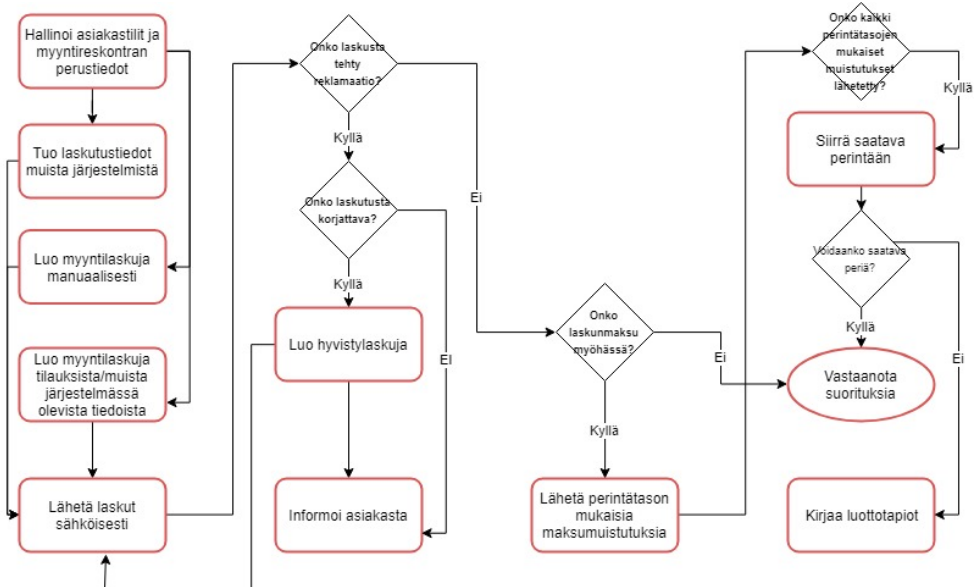 Hallinoi asiakastilit ja
myyntireskontran
perustiedot
Tuo laskutustiedot
muista järjestelmistä
Luo myyntilaskuja
manuaalisesti
Luo myyntilaskuja
tilauksista/muista
järjestelmässä
olevista tiedoista
Lähetä laskut
sähköisesti
Onko laskusta
tehty
reklamaatio?
Kyllä
Onko laskutusta
korjattava?
Kyllä
Luo hyvistylaskuja
EI
Informoi asiakasta
Ei
Onko
laskunmaksu
myöhässä?
Ei
Kyllä
Lähetä perintätason
mukaisia
maksumuistutuksia
Onko kaikki
perintätasojen
mukaiset
muistutukset
lähetetty?
Kyllä
Siirrä saatava
perintään
Voidaanko saatava
periä?
Kyllä
Ei
Vastaanota
suorituksia
Kirjaa luottotapiot